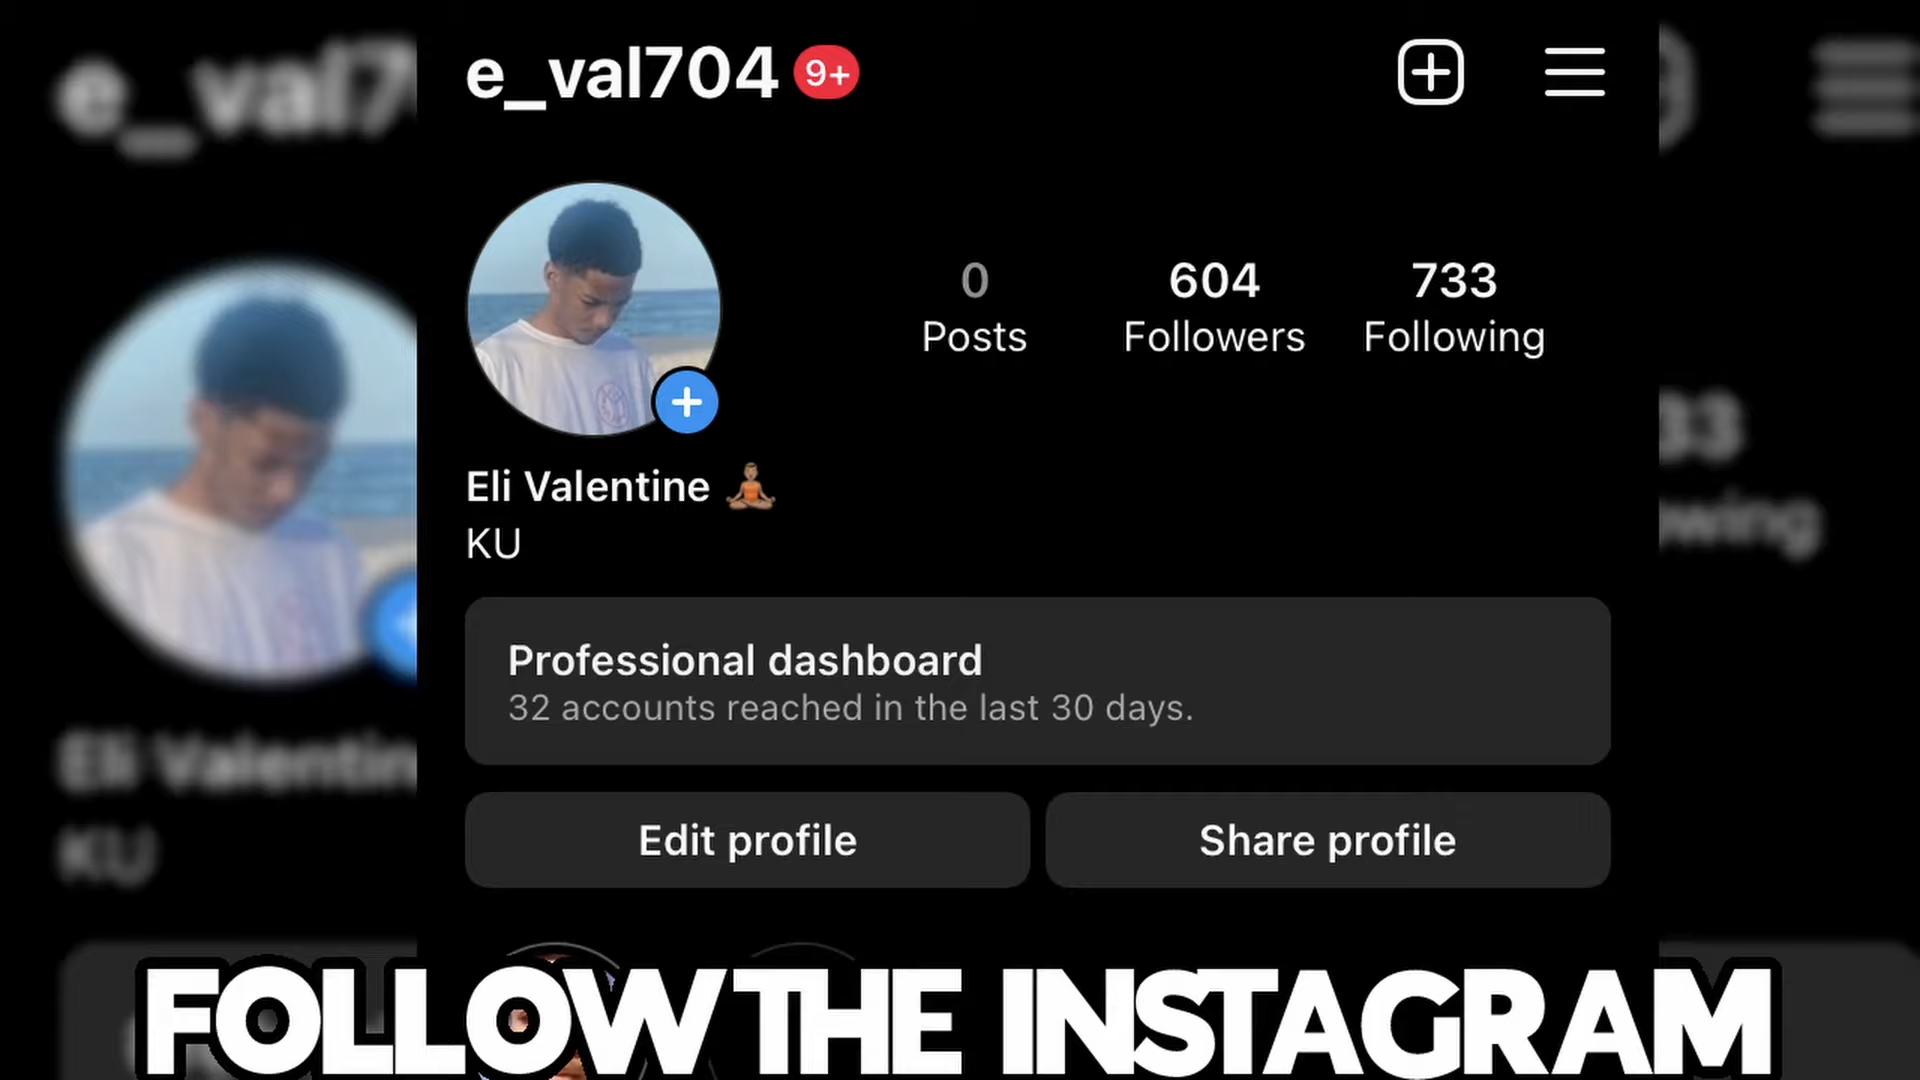 e_val704 9+
0 604 733
Posts Followers Following
Eli Valentine
KU
Professional dashboard
32 accounts reached in the last 30 days.
Edit profile Share profile
FOLLOW THE INSTAGRAM